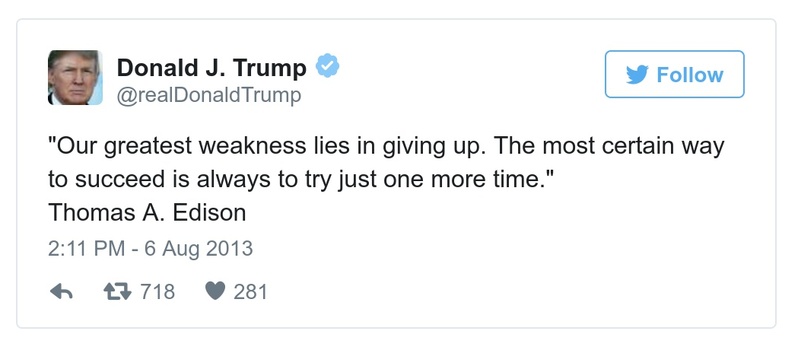 Donald J. Trump
@realDonaldTrump
Follow
"Our greatest weakness lies in giving up. The most certain way
to succeed is always to try just one more time."
Thomas A. Edison
2:11 PM - 6 Aug 2013
718 281